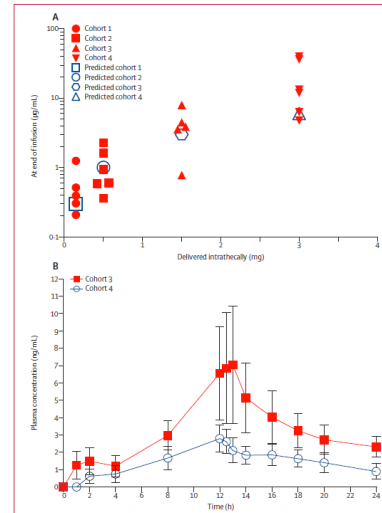 A
100
10
1
0·1
At end of infusion (μg/mL)
Cohort 1
Cohort 2
Cohort 3
Cohort 4
Predicted cohort 1
Predicted cohort 2
Predicted cohort 3
Predicted cohort 4
0 1 2 3 4
Delivered intrathecally (mg)
B
12
11
10
9
8
7
6
5
4
3
2
1
0
Plasma concentration (ng/mL)
Cohort 3
Cohort 4
0 2 4 6 8 10 12 14 16 18 20 22 24
Time (h)